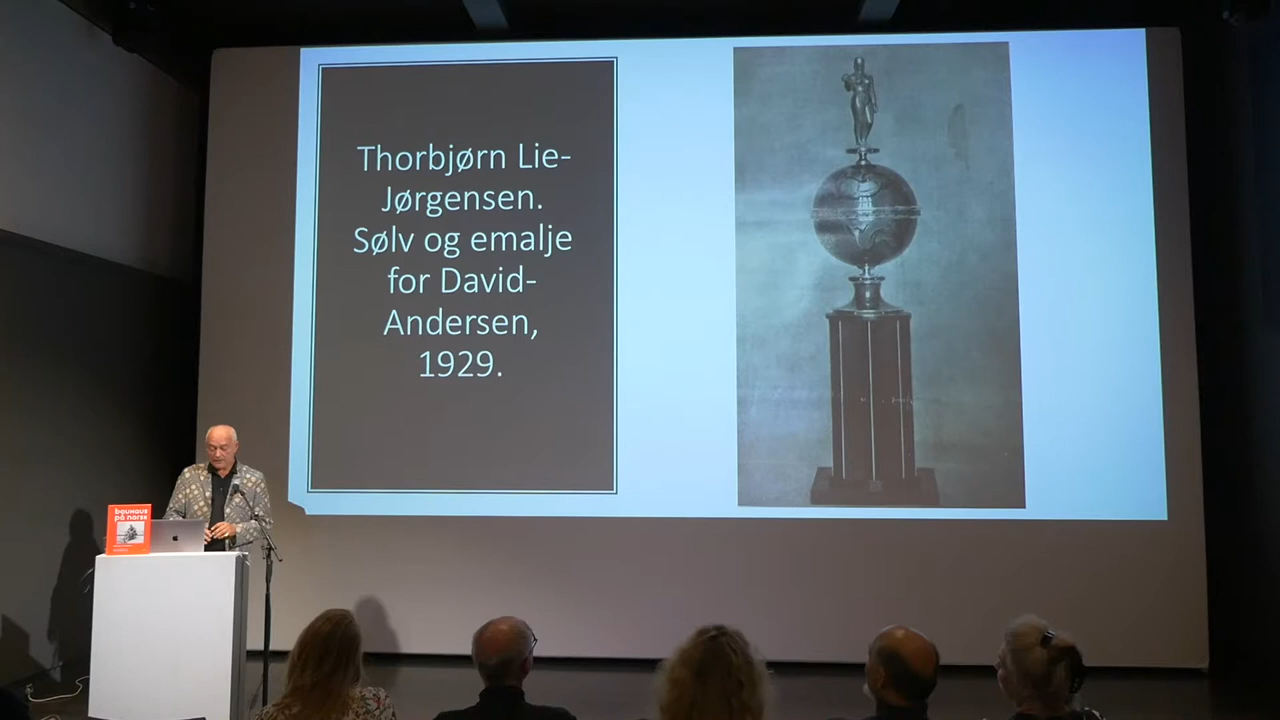 Thorbjørn Lie-
Jørgensen.
Sølv og emalje
for David-
Andersen,
1929.
bauhaus
på norsk